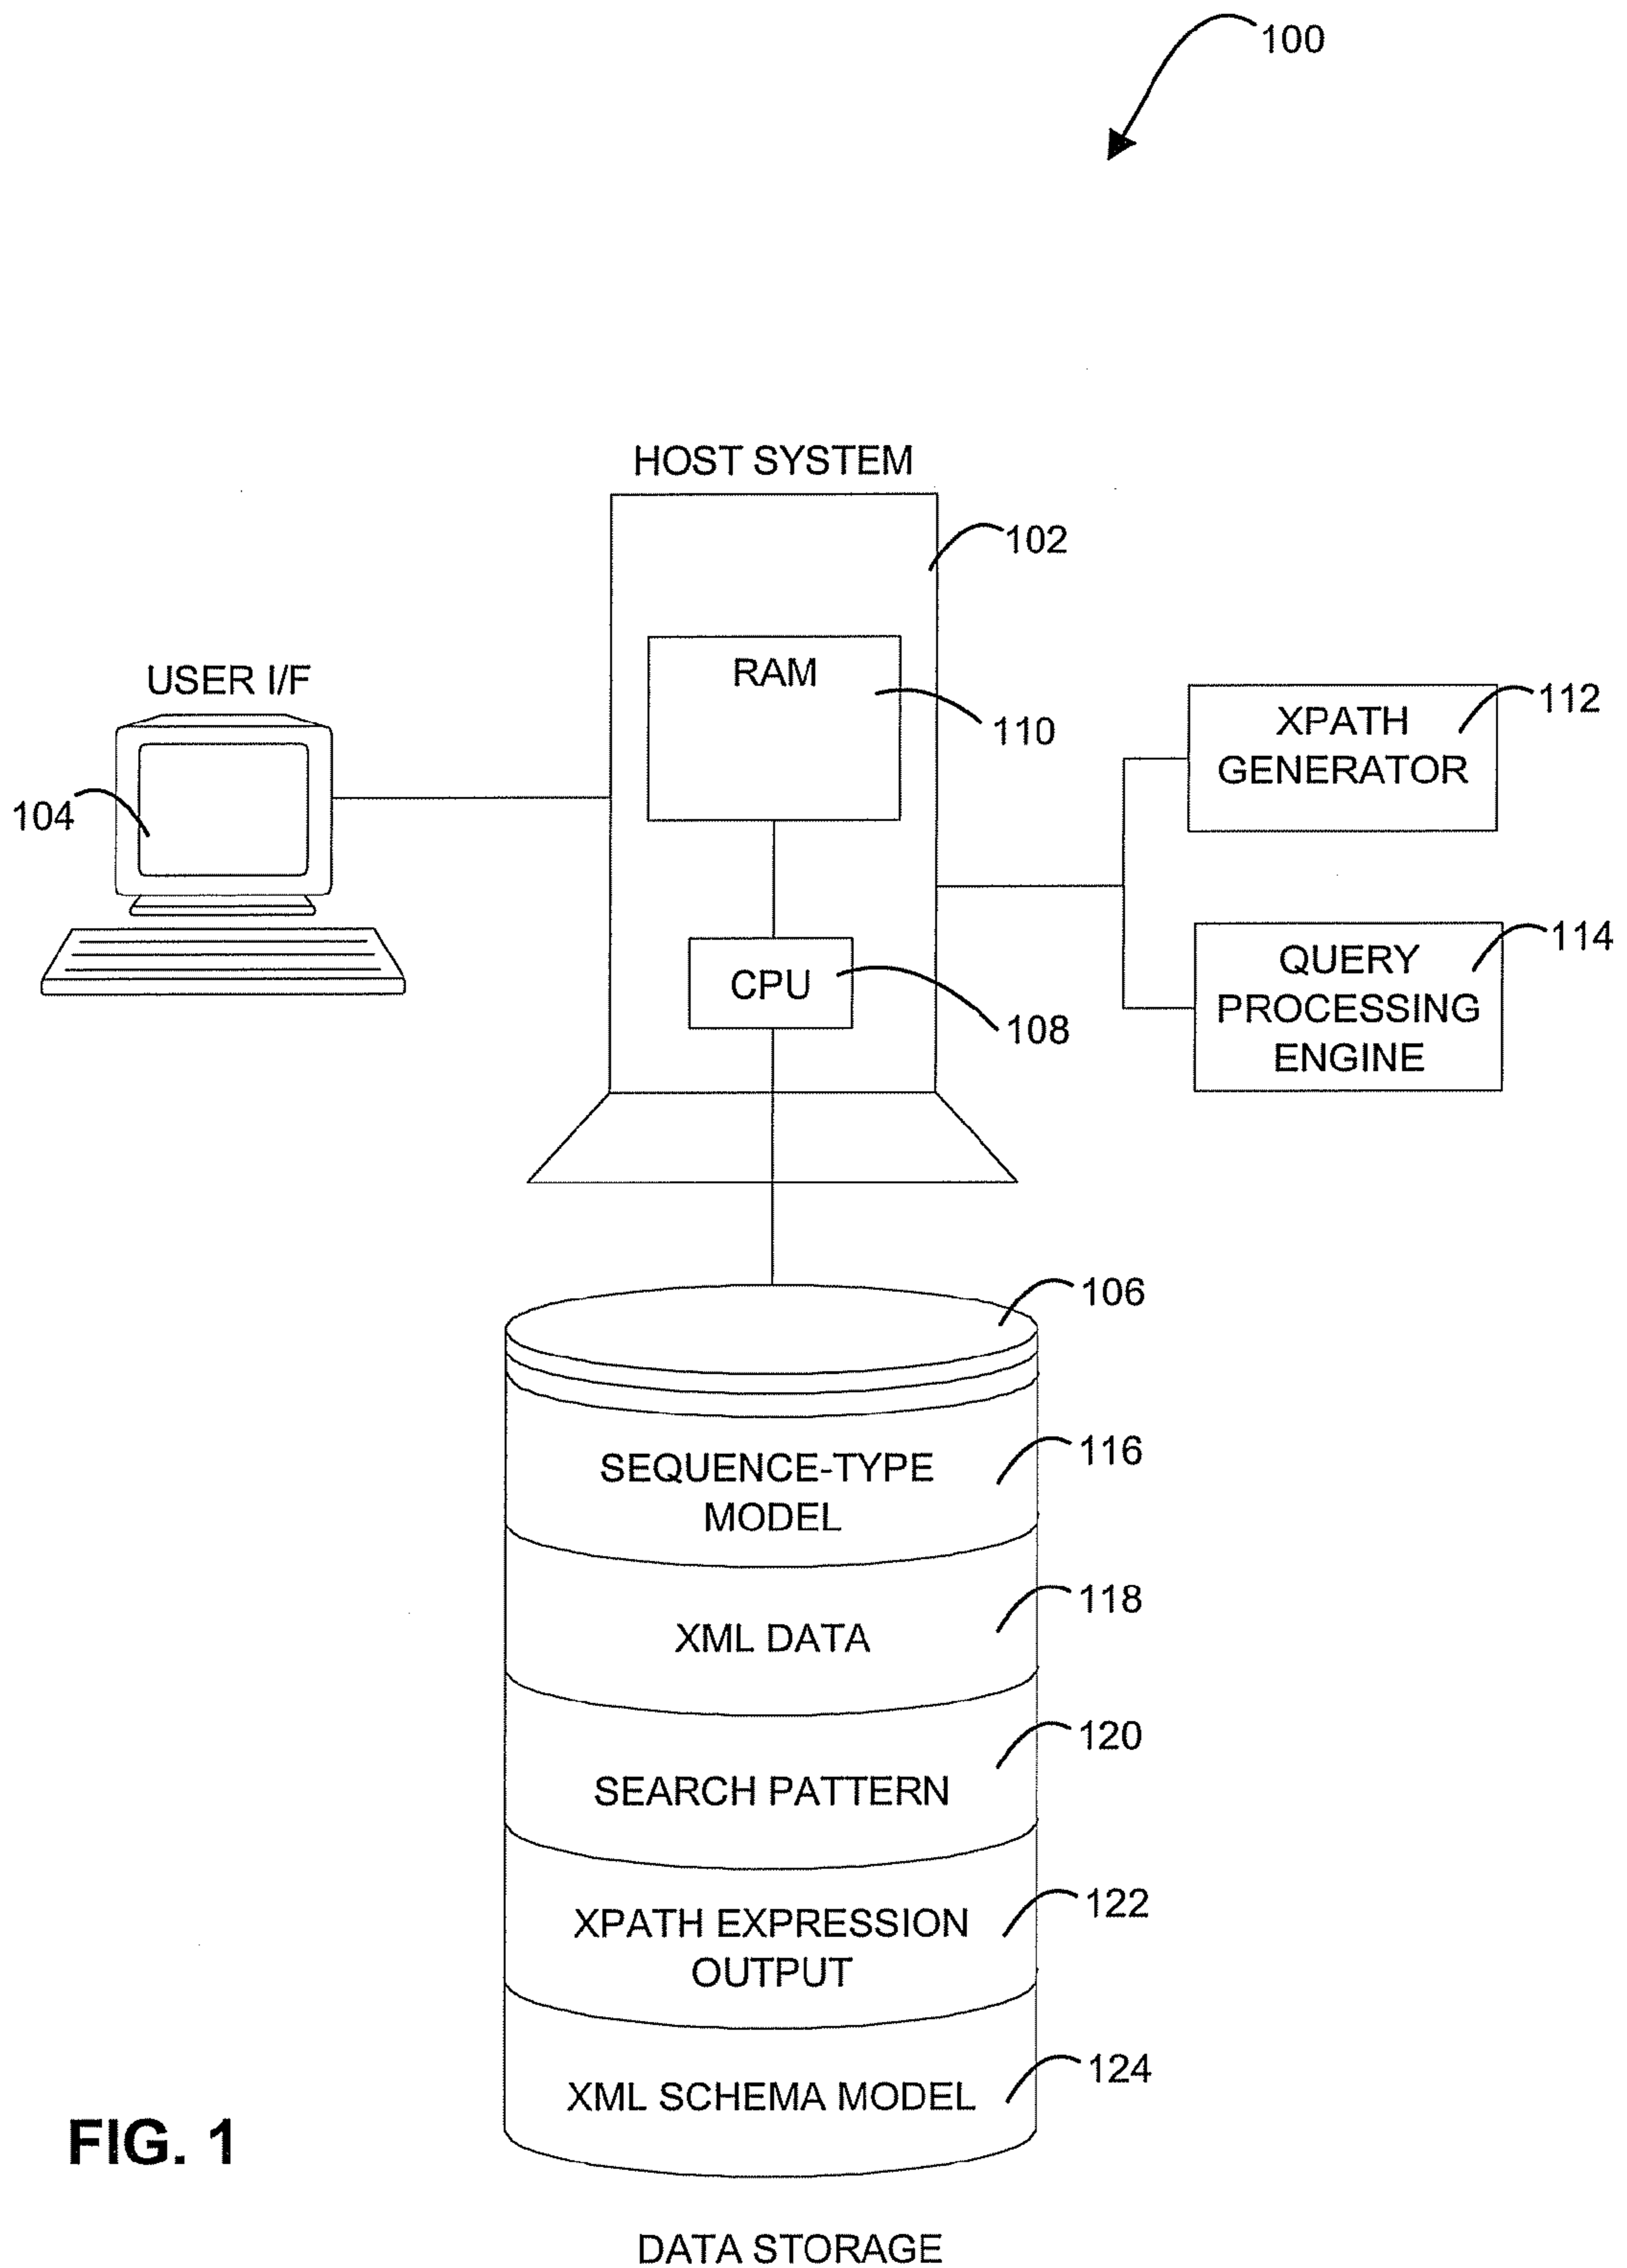 100
HOST SYSTEM
102
RAM
110
USER I/F
104
XPATH
GENERATOR
112
CPU
108
QUERY
PROCESSING
ENGINE
114
106
SEQUENCE-TYPE
MODEL
116
XML DATA
118
SEARCH PATTERN
120
XPATH EXPRESSION
OUTPUT
122
XML SCHEMA MODEL
124
FIG. 1
DATA STORAGE